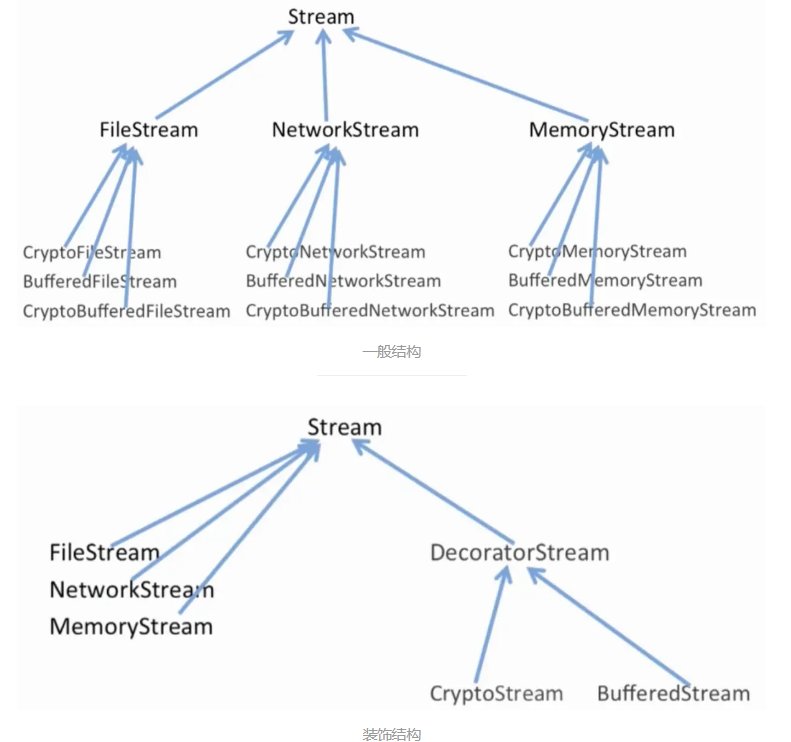 Stream
FileStream NetworkStream MemoryStream
CryptoFileStream CryptoNetworkStream CryptoMemoryStream
BufferedFileStream BufferedNetworkStream BufferedMemoryStream
CryptoBufferedFileStream CryptoBufferedNetworkStream CryptoBufferedMemoryStream
一般结构
Stream
FileStream DecoratorStream
NetworkStream
MemoryStream
CryptoStream BufferedStream
装饰结构